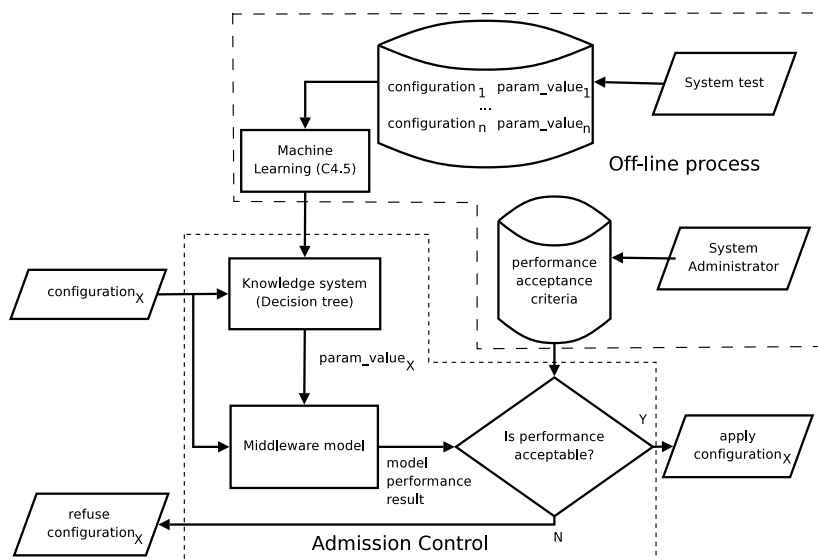 configuration1 param_value1
...
configurationn param_valuen
System test
Machine
Learning (C4.5)
Off-line process
performance
acceptance
criteria
System
Administrator
configurationX
Knowledge system
(Decision tree)
param_valueX
Middleware model
model
performance
result
Is performance
acceptable?
Y
N
apply
configurationX
refuse
configurationX
Admission Control